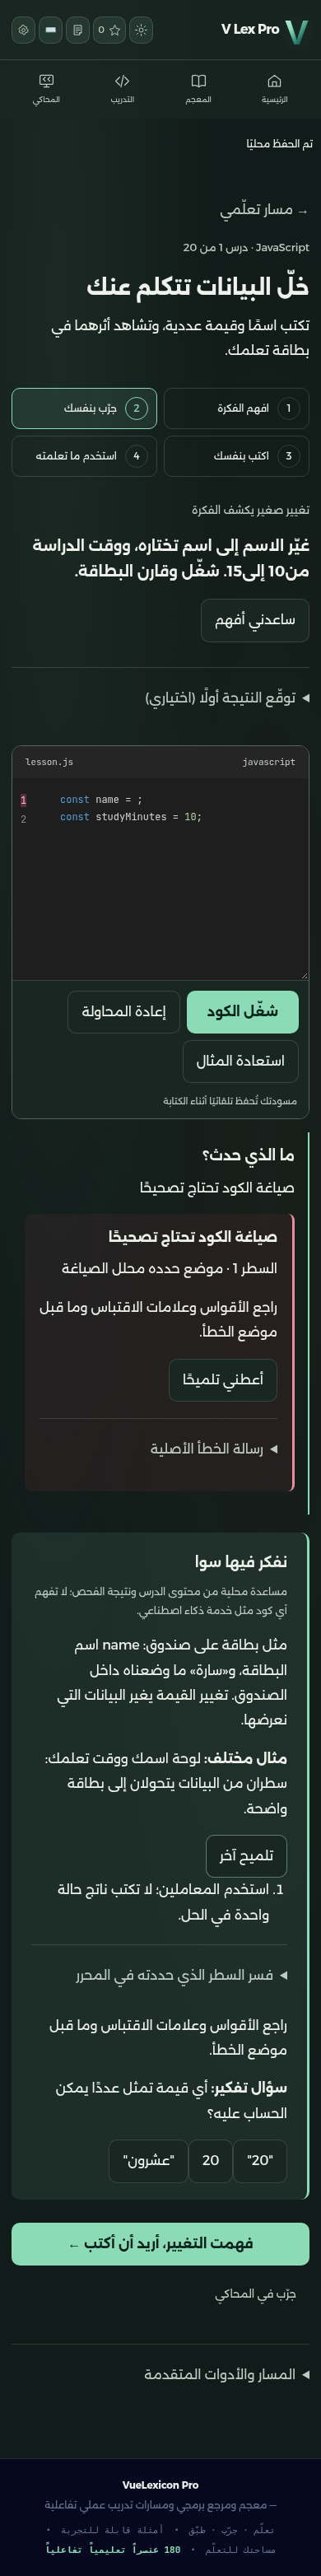 V Lex Pro
0
الرئيسية
المعجم
التدريب
المحاكي
تم الحفظ محليًا
→ مسار تعلّمي
JavaScript · درس 1 من 20
خلّ البيانات تتكلم عنك
تكتب اسمًا وقيمة عددية، وتشاهد أثرهما في
بطاقة تعلمك.
1 افهم الفكرة
2 جرّب بنفسك
3 اكتب بنفسك
4 استخدم ما تعلمته
تغيير صغير يكشف الفكرة
غيّر الاسم إلى اسم تختاره، ووقت الدراسة
من10 إلى15. شغّل وقارن البطاقة.
ساعدني أفهم
توقّع النتيجة أولًا (اختياري)
lesson.js
javascript
1 const name = ;
2 const studyMinutes = 10;
شغّل الكود
إعادة المحاولة
استعادة المثال
مسودتك تُحفظ تلقائيًا أثناء الكتابة
ما الذي حدث؟
صياغة الكود تحتاج تصحيحًا
صياغة الكود تحتاج تصحيحًا
السطر 1 · موضع حدده محلل الصياغة
راجع الأقواس وعلامات الاقتباس وما قبل
موضع الخطأ.
أعطني تلميحًا
رسالة الخطأ الأصلية
نفكر فيها سوا
مساعدة محلية من محتوى الدرس ونتيجة الفحص: لا تفهم
أي كود مثل خدمة ذكاء اصطناعي.
مثل بطاقة على صندوق: name اسم
البطاقة، و«سارة» ما وضعناه داخل
الصندوق. تغيير القيمة يغير البيانات التي
نعرضها.
مثال مختلف: لوحة اسمك ووقت تعلمك:
سطران من البيانات يتحولان إلى بطاقة
واضحة.
تلميح آخر
1. استخدم المعاملين؛ لا تكتب ناتج حالة
واحدة في الحل.
فسر السطر الذي حددته في المحرر
راجع الأقواس وعلامات الاقتباس وما قبل
موضع الخطأ.
سؤال تفكير: أي قيمة تمثل عددًا يمكن
الحساب عليه؟
"20"
20
"عشرون"
فهمت التغيير، أريد أن أكتب ←
جرّب في المحاكي
المسار والأدوات المتقدمة
VueLexicon Pro
— معجم ومرجع برمجي ومسارات تدريب عملي تفاعلية
تعلّم · جرّب · طبّق • أمثلة قابلة للتجربة •
مساحتك للتعلّم • 180 عنصراً تعليمياً تفاعلياً